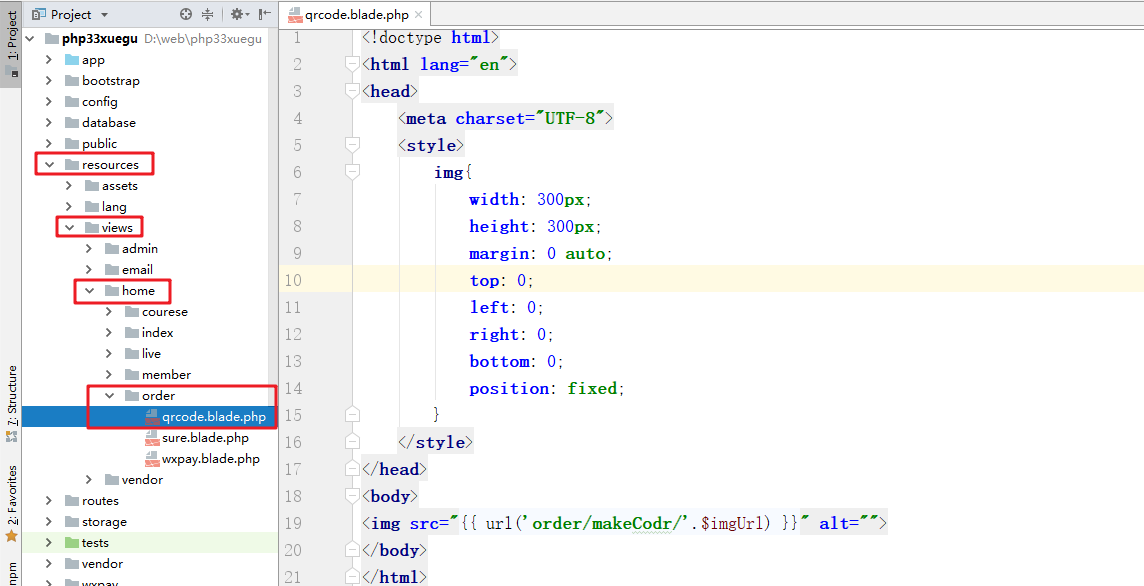 Project
php33xuegu D:\web\php33xuegu
app
bootstrap
config
database
public
resources
assets
lang
views
admin
email
home
courese
index
live
member
order
qrcode.blade.php
sure.blade.php
wxpay.blade.php
vendor
routes
storage
tests
vendor
wxpay
1: Project
7: Structure
2: Favorites
npm
qrcode.blade.php
1 <!doctype html>
2 <html lang="en">
3 <head>
4 <meta charset="UTF-8">
5 <style>
6 img{
7 width: 300px;
8 height: 300px;
9 margin: 0 auto;
10 top: 0;
11 left: 0;
12 right: 0;
13 bottom: 0;
14 position: fixed;
15 }
16 </style>
17 </head>
18 <body>
19 <img src="{{ url('order/makeCodr/'.$imgUrl) }}" alt="">
20 </body>
21 </html>